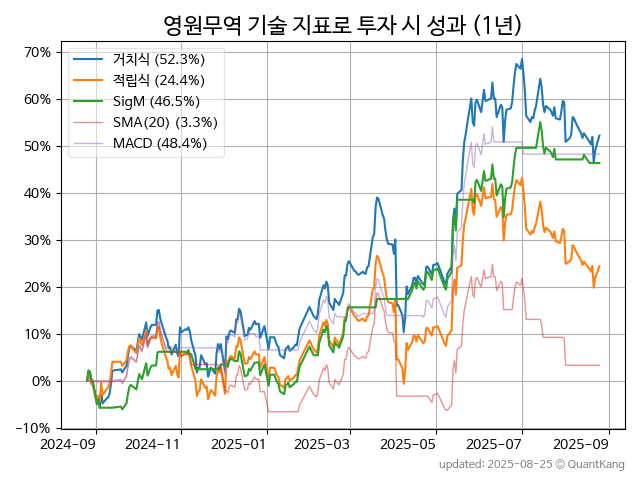 영원무역 기술 지표로 투자 시 성과 (1년)
거치식 (52.3%)
적립식 (24.4%)
SigM (46.5%)
SMA(20) (3.3%)
MACD (48.4%)
70%
60%
50%
40%
30%
20%
10%
0%
−10%
2024-09 2024-11 2025-01 2025-03 2025-05 2025-07 2025-09
updated: 2025-08-25 ⓒ QuantKang